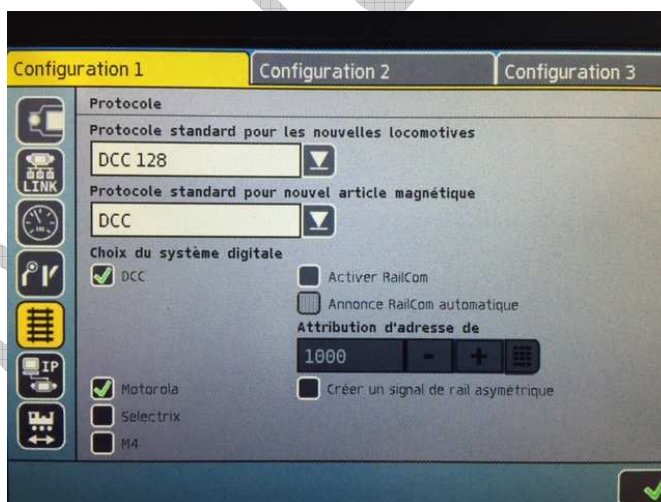 Configuration 1
Configuration 2
Configuration 3
Protocole
Protocole standard pour les nouvelles locomotives
DCC 128
Protocole standard pour nouvel article magnétique
DCC
Choix du système digitale
DCC
Activer RailCom
Annonce RailCom automatique
Attribution d'adresse de
1000 - +
Motorola
Créer un signal de rail asymétrique
Selectrix
M4
LINK
IP